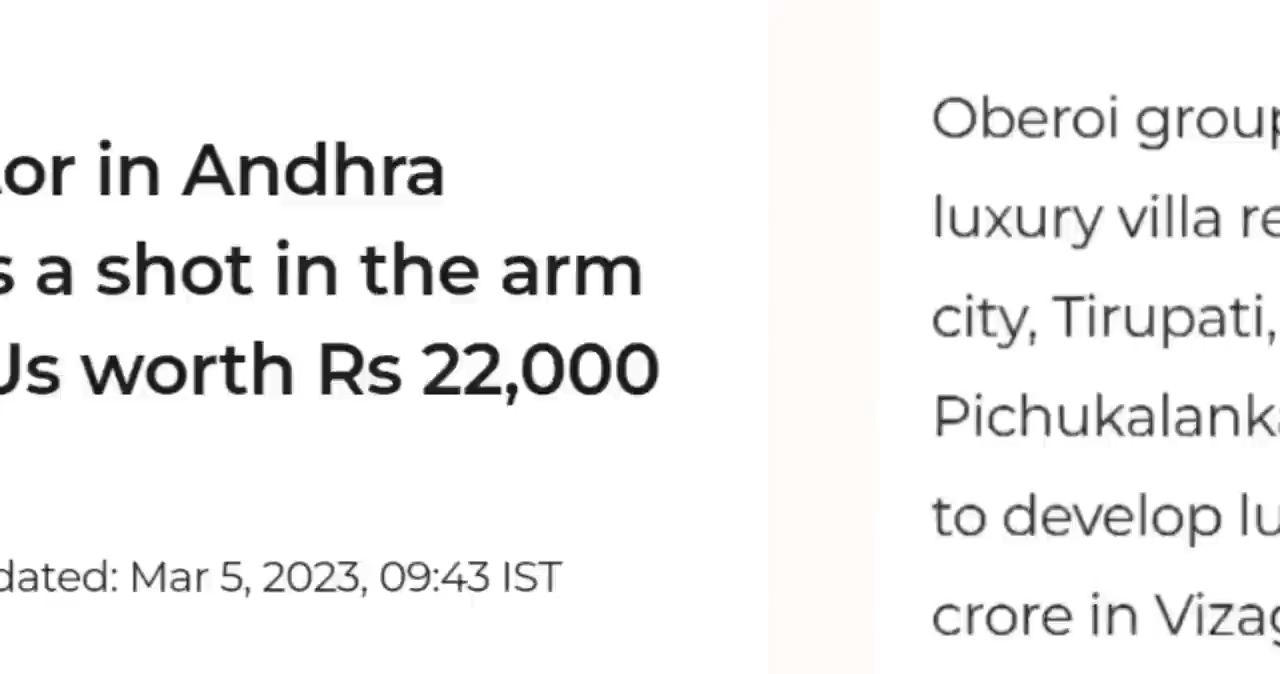 or in Andhra
s a shot in the arm
Us worth Rs 22,000
dated: Mar 5, 2023, 09:43 IST
Oberoi group
luxury villa re
city, Tirupati,
Pichukalanka
to develop lu
crore in Vizag